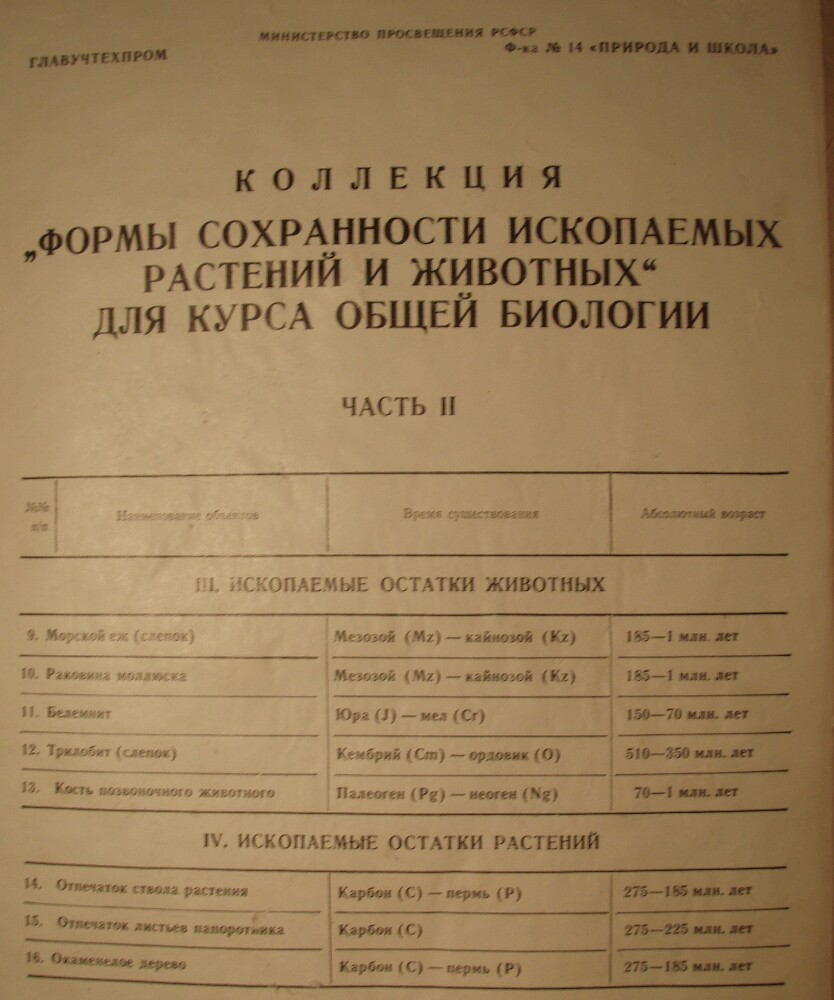 МИНИСТЕРСТВО ПРОСВЕЩЕНИЯ РСФСР
ГЛАВУЧТЕХПРОМ Ф-ка № 14 «ПРИРОДА И ШКОЛА»
КОЛЛЕКЦИЯ
„ФОРМЫ СОХРАННОСТИ ИСКОПАЕМЫХ
РАСТЕНИЙ И ЖИВОТНЫХ“
ДЛЯ КУРСА ОБЩЕЙ БИОЛОГИИ
ЧАСТЬ II
№№ п/п Наименование объектов Время существования Абсолютный возраст
III. ИСКОПАЕМЫЕ ОСТАТКИ ЖИВОТНЫХ
9. Морской еж (слепок) Мезозой (Mz) — кайнозой (Kz) 185—1 млн. лет
10. Раковина моллюска Мезозой (Mz) — кайнозой (Kz) 185—1 млн. лет
11. Белемнит Юра (J) — мел (Cr) 150—70 млн. лет
12. Трилобит (слепок) Кембрий (Cm) — ордовик (O) 510—350 млн. лет
13. Кость позвоночного животного Палеоген (Pg) — неоген (Ng) 70—1 млн. лет
IV. ИСКОПАЕМЫЕ ОСТАТКИ РАСТЕНИЙ
14. Отпечаток ствола растения Карбон (C) — пермь (P) 275—185 млн. лет
15. Отпечаток листьев папоротника Карбон (C) 275—225 млн. лет
16. Окаменелое дерево Карбон (C) — пермь (P) 275—185 млн. лет